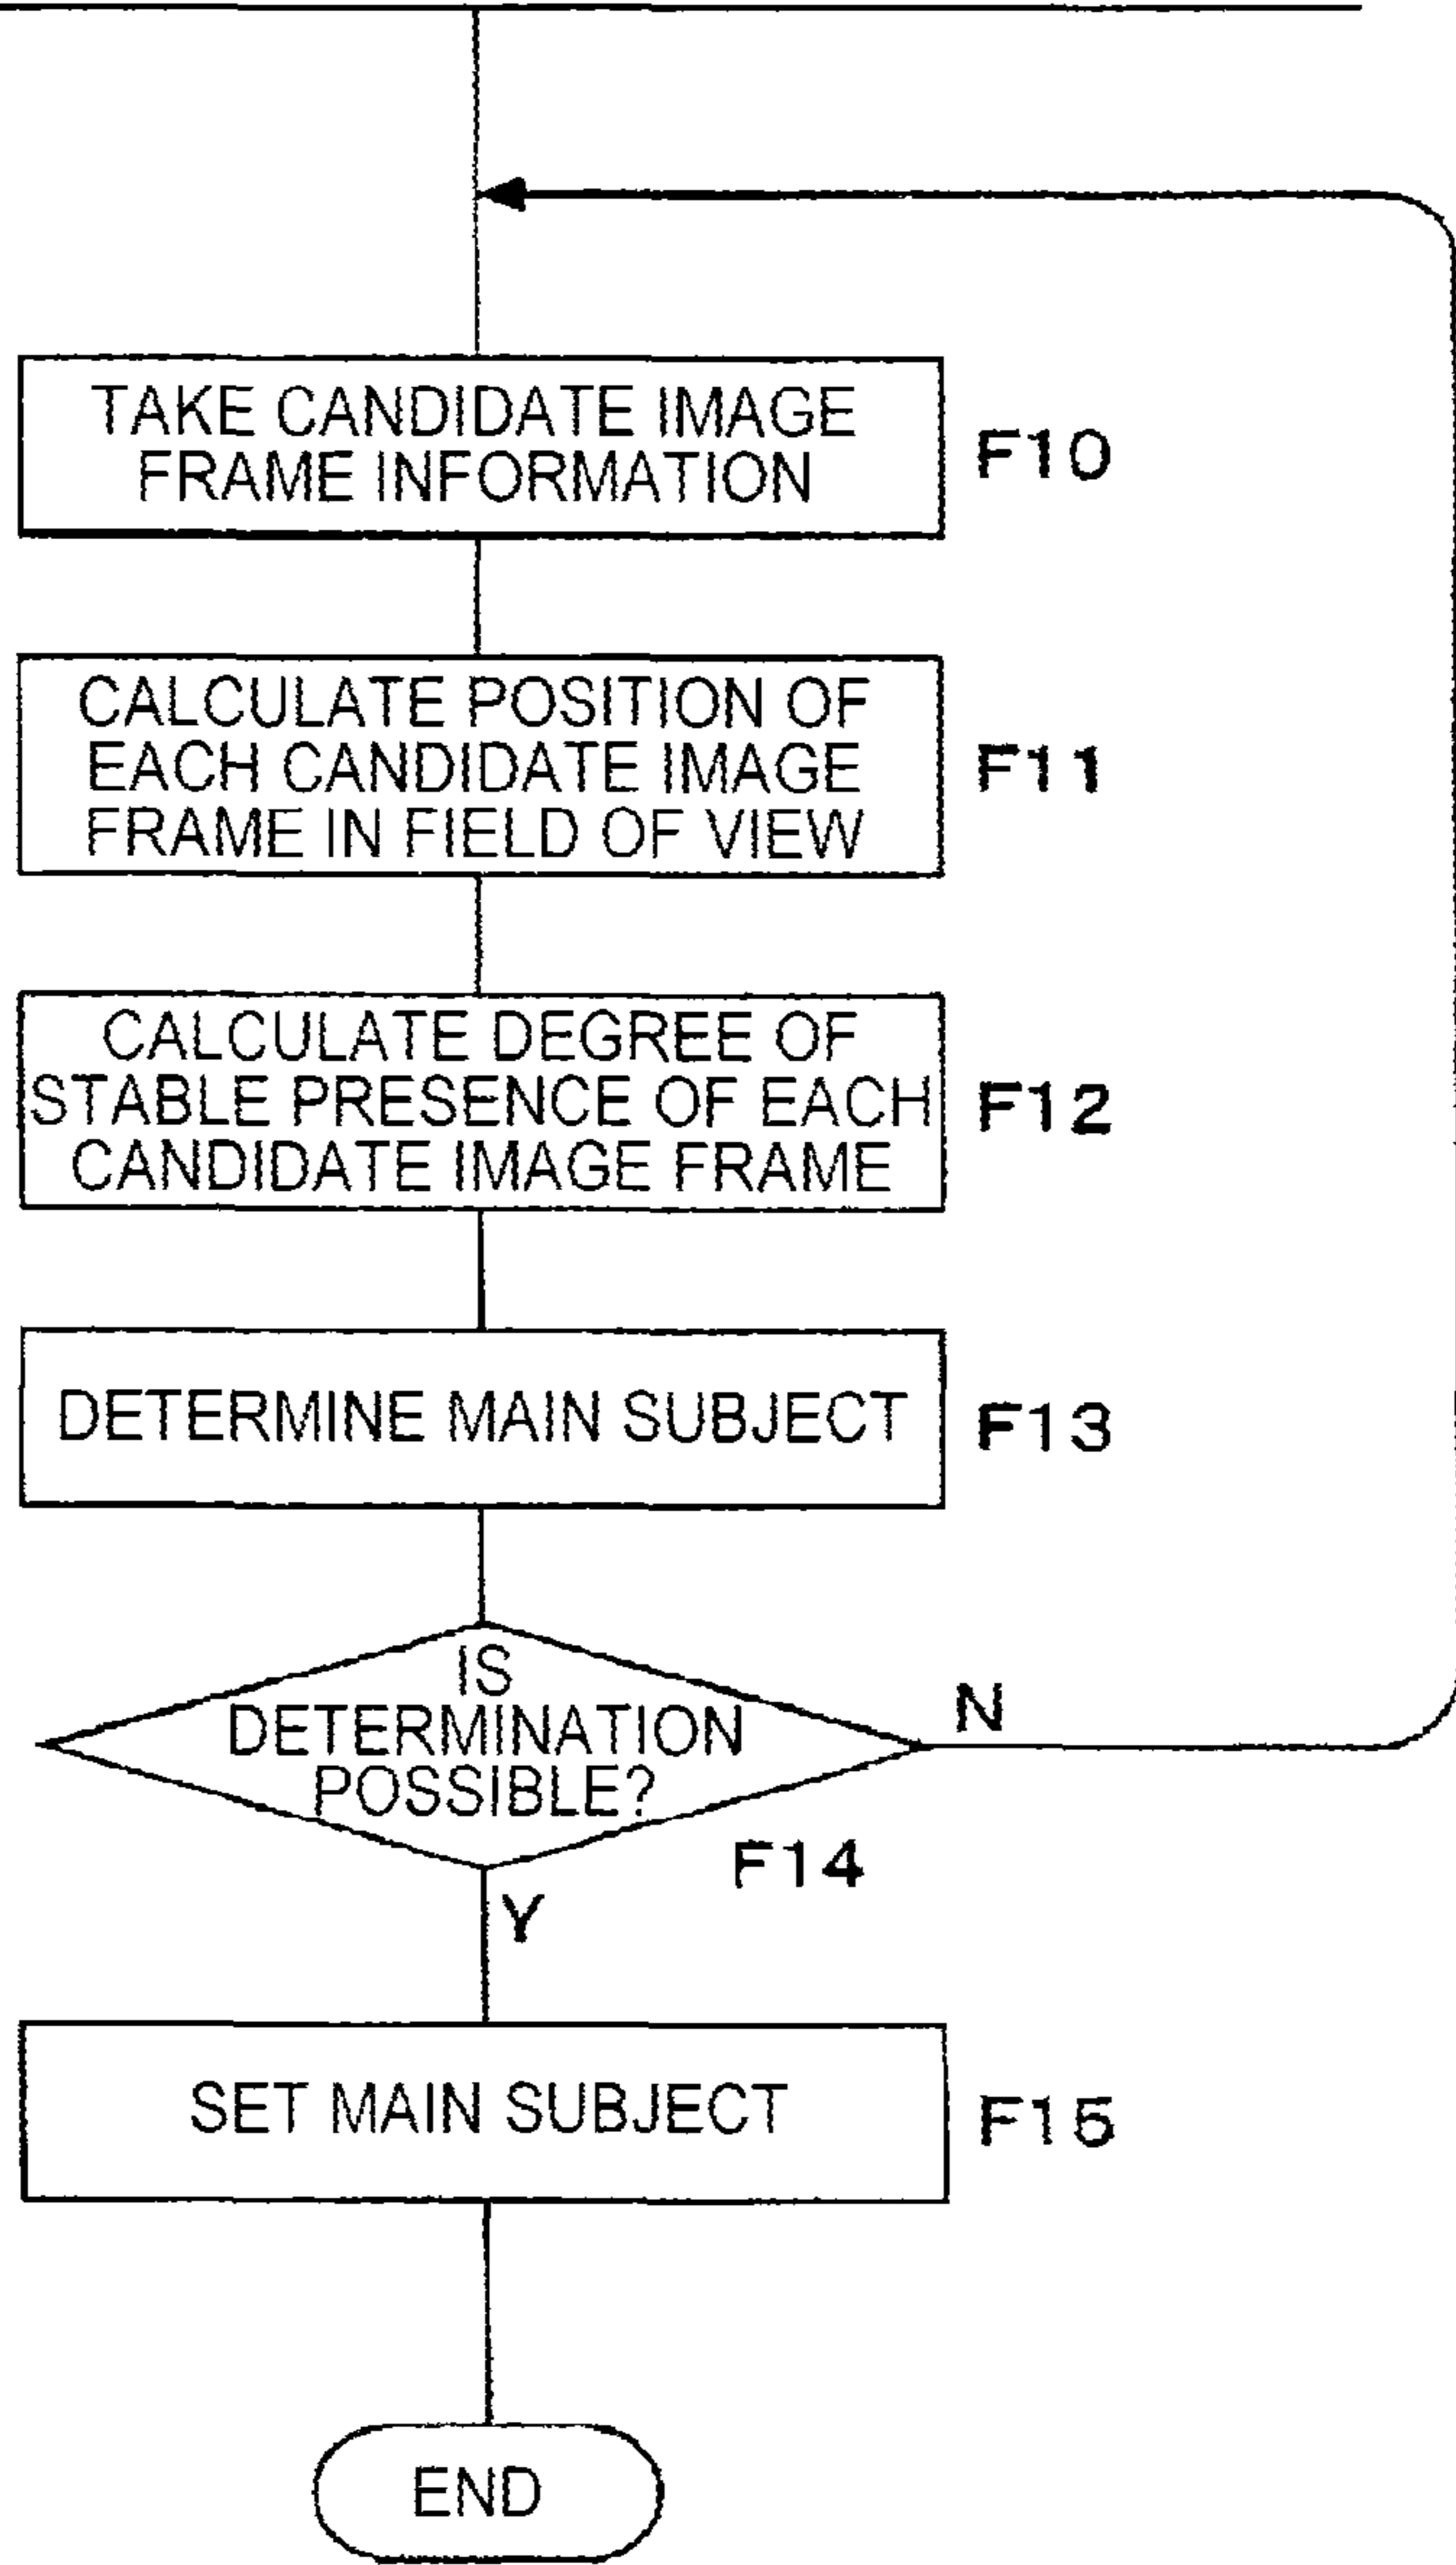 TAKE CANDIDATE IMAGE
FRAME INFORMATION
F10
CALCULATE POSITION OF
EACH CANDIDATE IMAGE
FRAME IN FIELD OF VIEW
F11
CALCULATE DEGREE OF
STABLE PRESENCE OF EACH
CANDIDATE IMAGE FRAME
F12
DETERMINE MAIN SUBJECT
F13
IS
DETERMINATION
POSSIBLE?
N
F14
Y
SET MAIN SUBJECT
F15
END